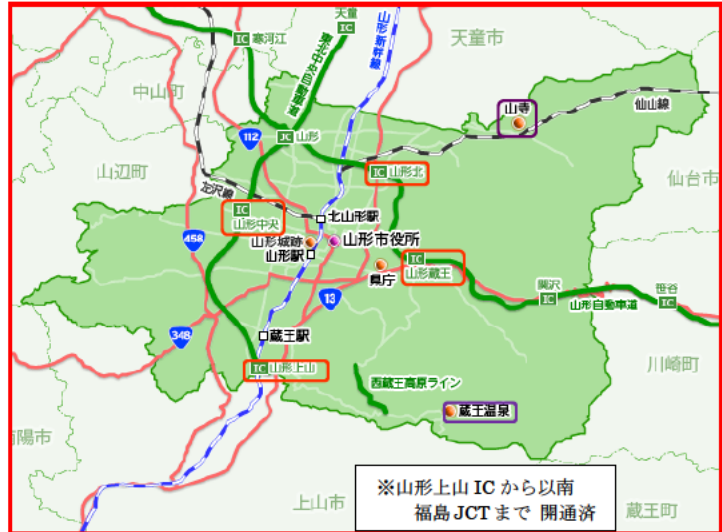 天童
IC
IC 寒河江
天童市
東北中央自動車道
山形新幹線
中山町
山寺
仙山線
112
JC 山形
山辺町
IC 山形北
仙台市
左沢線
IC
山形中央
北山形駅
458
山形城跡
山形市役所
山形駅
IC
山形蔵王
県庁
関沢
IC
笹谷
IC
山形自動車道
13
348
蔵王駅
川崎町
IC 山形上山
西蔵王高原ライン
蔵王温泉
南陽市
上山市
蔵王町
※山形上山 IC から以南
福島 JCT まで 開通済